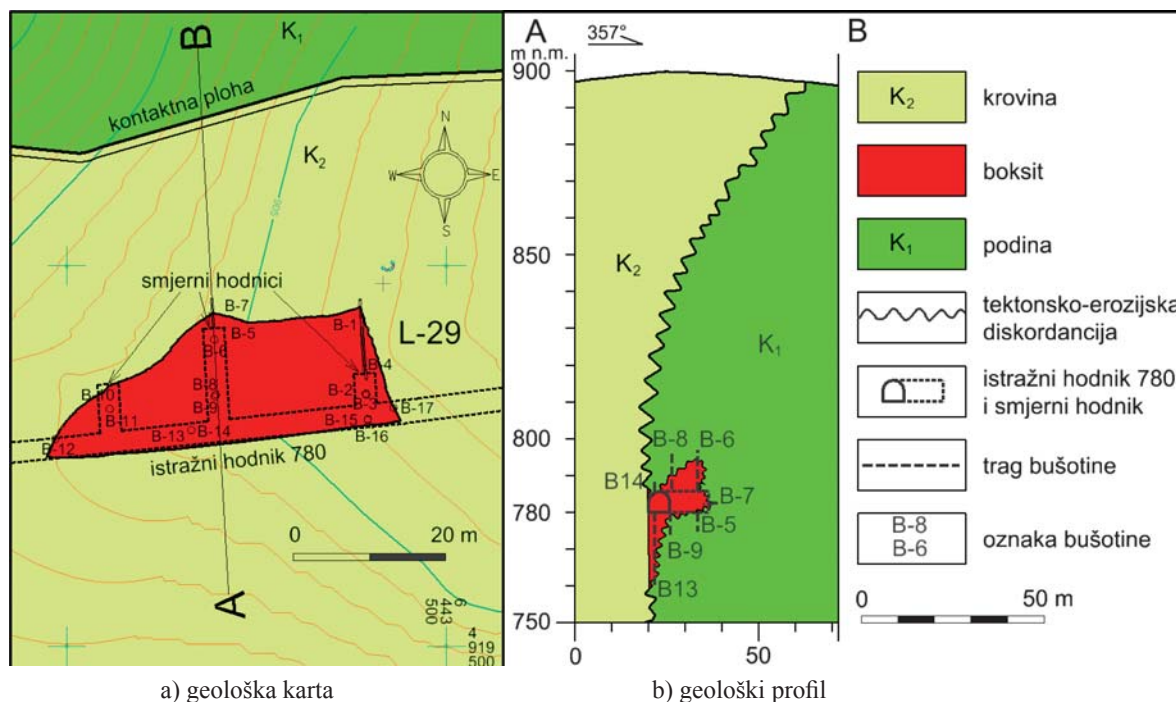 B
K₁
kontaktna ploha
K₂
N
W
E
S
906
smjerni hodnici
B-7
B-5
B-6
B-1
L-29
B-4
B-10
B-8
B-2
B-11
B-9
B-3
B-17
B-12
B-13
B-14
B-15
B-16
istražni hodnik 780
0
20 m
A
6
443
500
4
919
500
a) geološka karta
A
B
357°
m n.m.
900
850
800
780
750
K₂
K₁
B-8
B-6
B14
B-7
B-5
B-9
B13
0
50
b) geološki profil
K₂
krovina
boksit
K₁
podina
tektonsko-erozijska
diskordancija
istražni hodnik 780
i smjerni hodnik
trag bušotine
B-8
B-6
oznaka bušotine
0
50 m